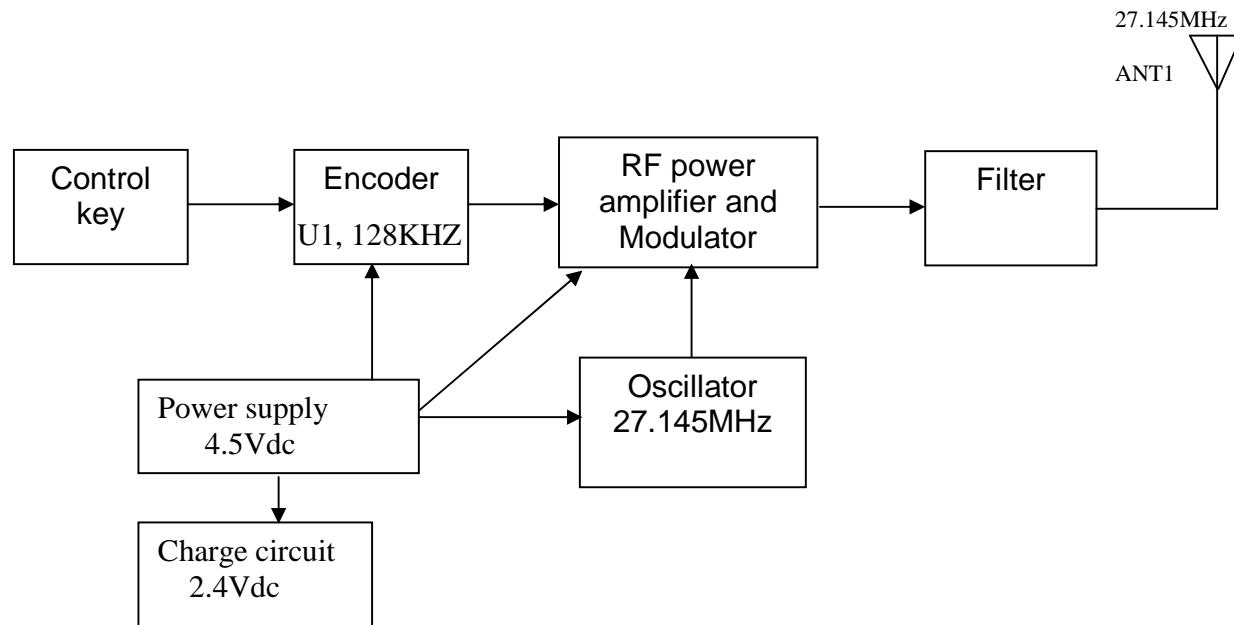 27.145MHz
ANT1
Control
key
Encoder
U1, 128KHZ
RF power
amplifier and
Modulator
Filter
Power supply
4.5Vdc
Oscillator
27.145MHz
Charge circuit
2.4Vdc